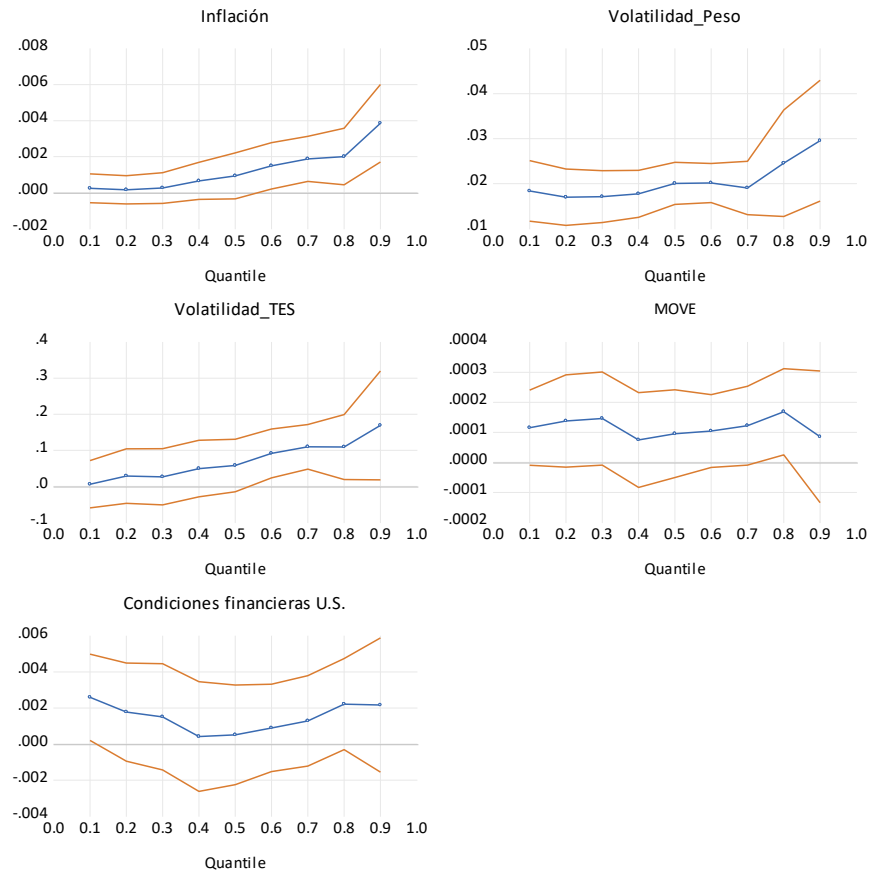 Inflación
.008
.006
.004
.002
.000
-.002
0.0 0.1 0.2 0.3 0.4 0.5 0.6 0.7 0.8 0.9 1.0
Quantile
Volatilidad_Peso
.05
.04
.03
.02
.01
0.0 0.1 0.2 0.3 0.4 0.5 0.6 0.7 0.8 0.9 1.0
Quantile
Volatilidad_TES
.4
.3
.2
.1
.0
-.1
0.0 0.1 0.2 0.3 0.4 0.5 0.6 0.7 0.8 0.9 1.0
Quantile
MOVE
.0004
.0003
.0002
.0001
.0000
-.0001
-.0002
0.0 0.1 0.2 0.3 0.4 0.5 0.6 0.7 0.8 0.9 1.0
Quantile
Condiciones financieras U.S.
.006
.004
.002
.000
-.002
-.004
0.0 0.1 0.2 0.3 0.4 0.5 0.6 0.7 0.8 0.9 1.0
Quantile